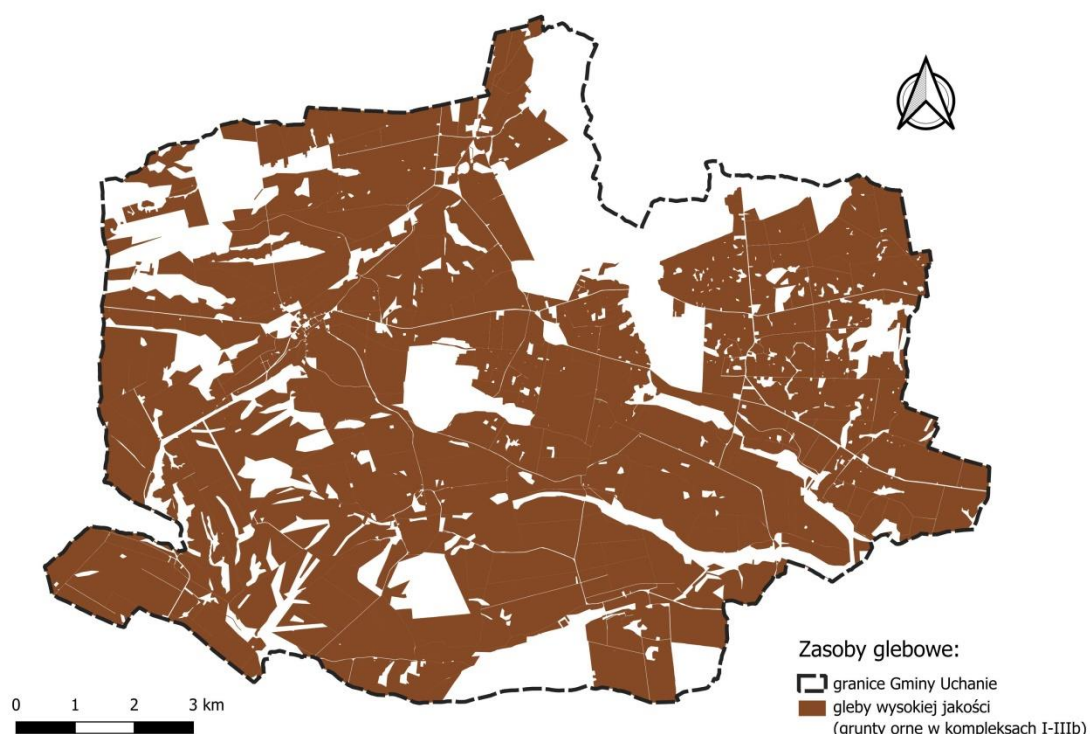 Zasoby glebowe:
granice Gminy Uchanie
gleby wysokiej jakości
(grunty orne w kompleksach I-IIIb)
0 1 2 3 km